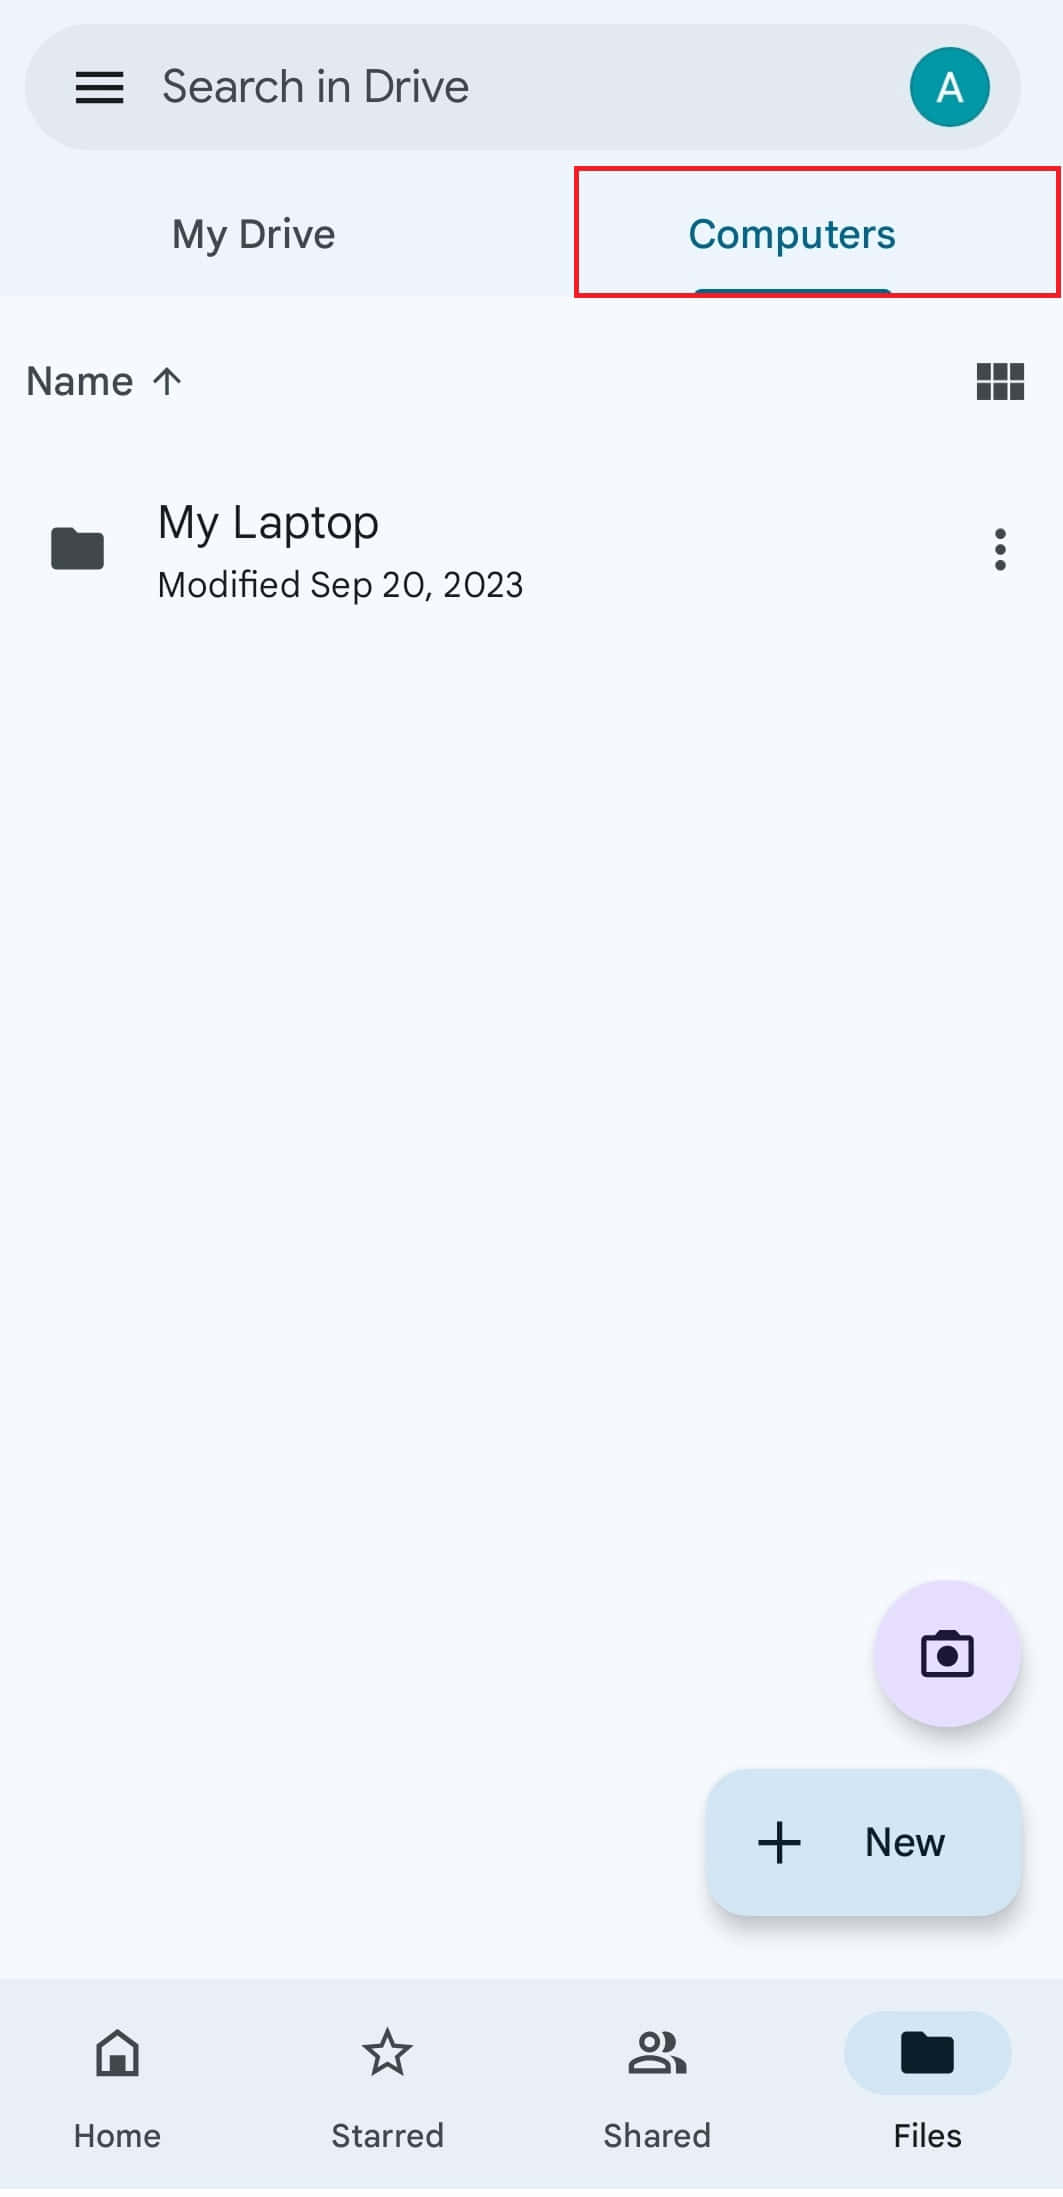 Search in Drive
A
My Drive
Computers
Name
My Laptop
Modified Sep 20, 2023
New
Home
Starred
Shared
Files